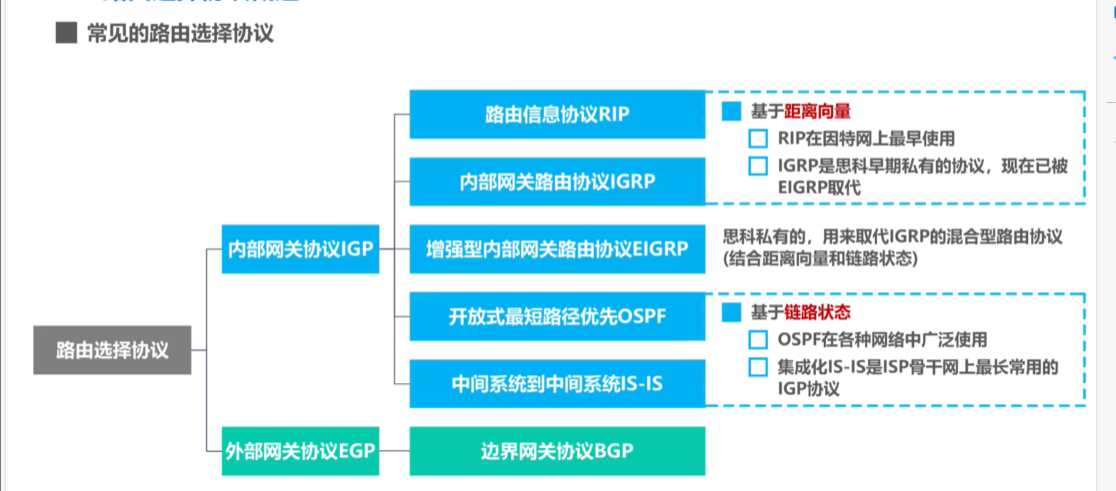 常见的路由选择协议
路由信息协议RIP
基于距离向量
RIP在因特网上最早使用
IGRP是思科早期私有的协议，现在已被
EIGRP取代
内部网关路由协议IGRP
内部网关协议IGP
增强型内部网关路由协议EIGRP
思科私有的，用来取代IGRP的混合型路由协议
(结合距离向量和链路状态)
开放式最短路径优先OSPF
基于链路状态
OSPF在各种网络中广泛使用
集成化IS-IS是ISP骨干网上最长常用的
IGP协议
路由选择协议
中间系统到中间系统IS-IS
外部网关协议EGP
边界网关协议BGP